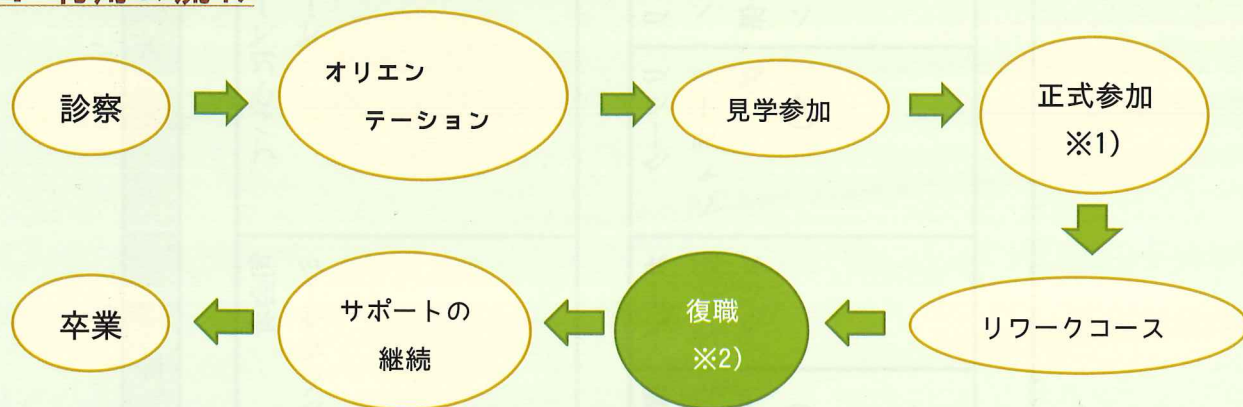 診察
オリエン
テーション
見学参加
正式参加
※1)
リワークコース
復職
※2)
サポートの
継続
卒業